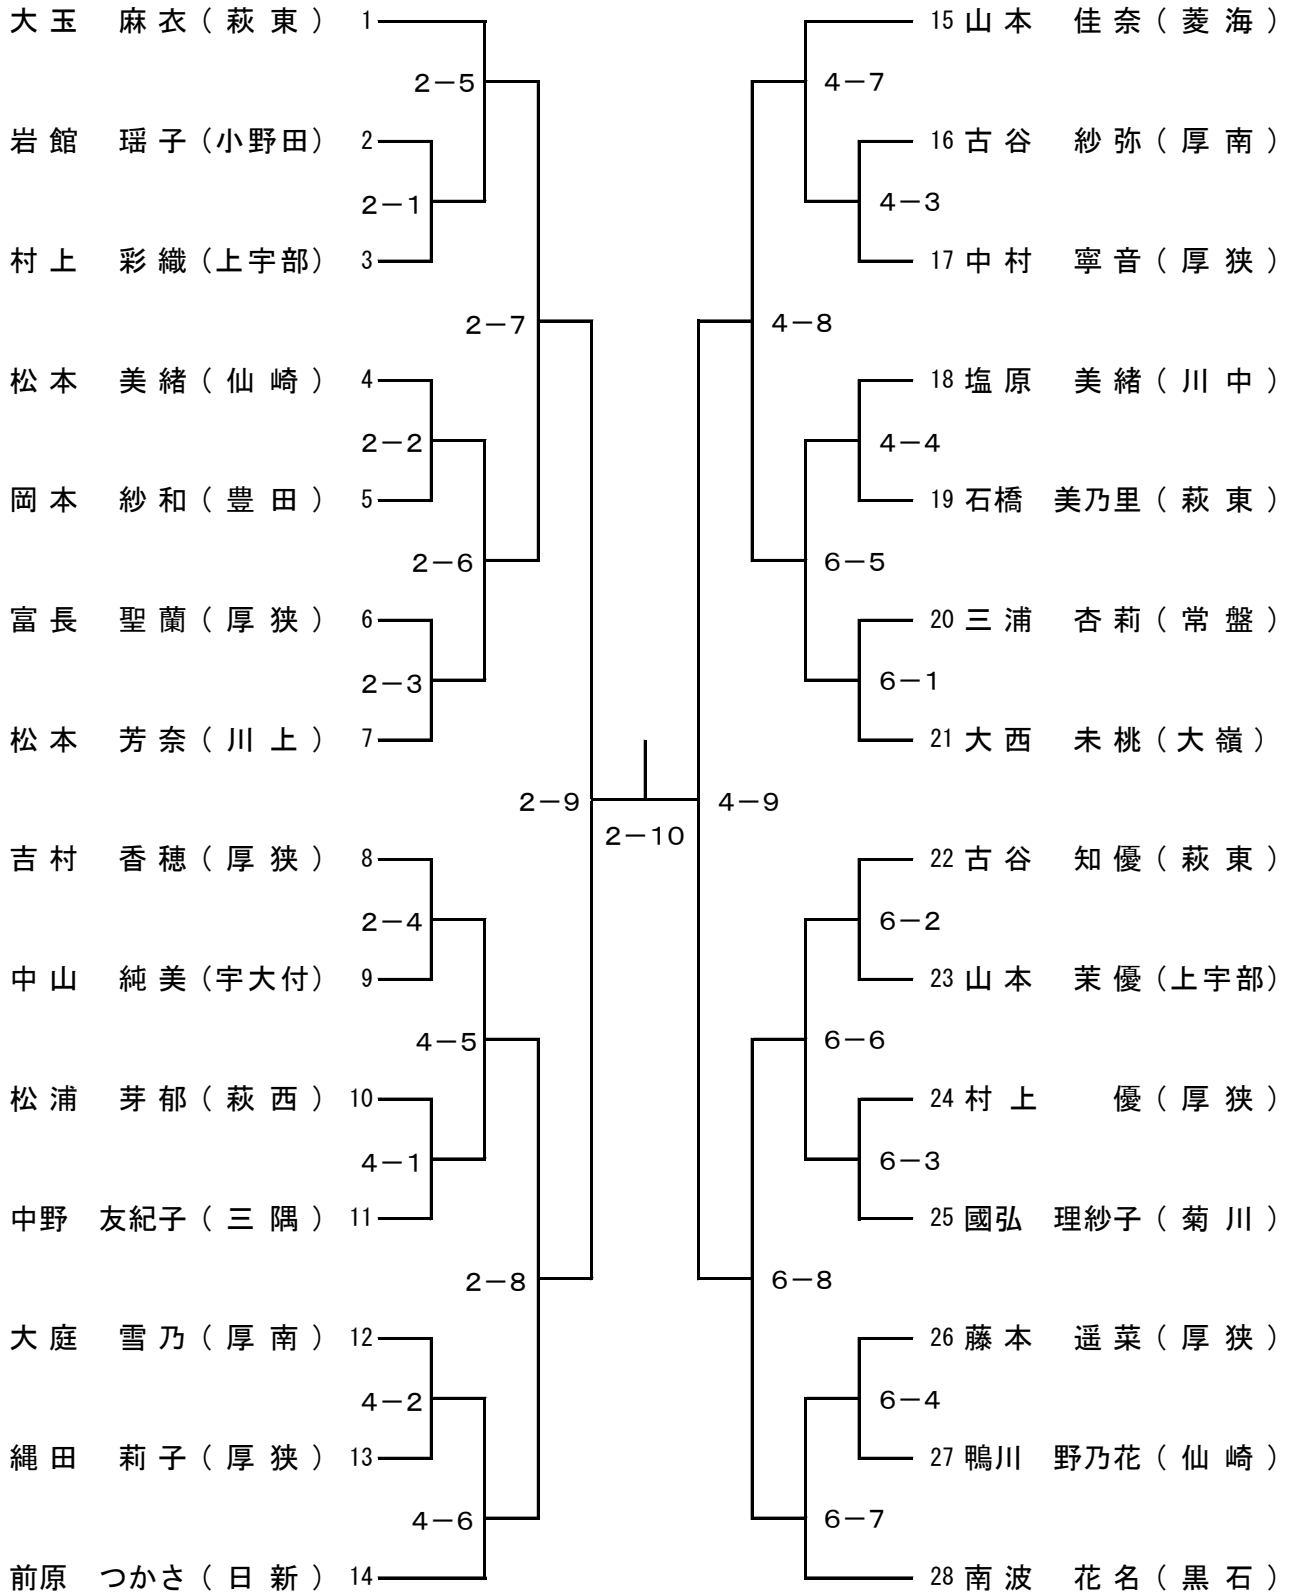 大玉 麻衣（萩東） 1
2－5
岩館 瑶子（小野田） 2
2－1
村上 彩織（上宇部） 3
2－7
松本 美緒（仙崎） 4
2－2
岡本 紗和（豊田） 5
2－6
富長 聖蘭（厚狭） 6
2－3
松本 芳奈（川上） 7
2－9
吉村 香穂（厚狭） 8
2－4
中山 純美（宇大付） 9
4－5
松浦 芽郁（萩西） 10
4－1
中野 友紀子（三隅） 11
2－8
大庭 雪乃（厚南） 12
4－2
縄田 莉子（厚狭） 13
4－6
前原 つかさ（日新） 14
2－10
15 山本 佳奈（菱海）
4－7
16 古谷 紗弥（厚南）
4－3
17 中村 寧音（厚狭）
4－8
18 塩原 美緒（川中）
4－4
19 石橋 美乃里（萩東）
6－5
20 三浦 杏莉（常盤）
6－1
21 大西 未桃（大嶺）
4－9
22 古谷 知優（萩東）
6－2
23 山本 茉優（上宇部）
6－6
24 村上 優（厚狭）
6－3
25 國弘 理紗子（菊川）
6－8
26 藤本 遥菜（厚狭）
6－4
27 鴨川 野乃花（仙崎）
6－7
28 南波 花名（黒石）